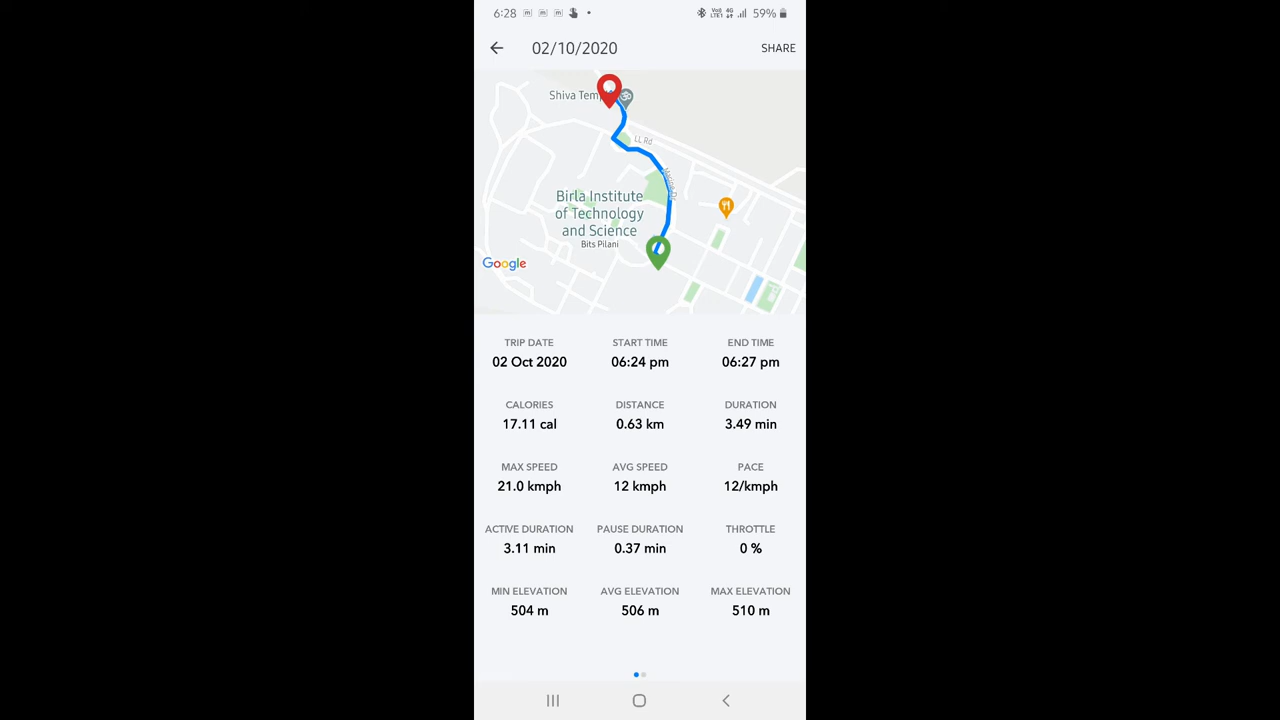 6:28 59%
02/10/2020 SHARE
Shiva Temp
LL Rd
Birla Institute
of Technology
and Science
Bits Pilani
Google
TRIP DATE START TIME END TIME
02 Oct 2020 06:24 pm 06:27 pm
CALORIES DISTANCE DURATION
17.11 cal 0.63 km 3.49 min
MAX SPEED AVG SPEED PACE
21.0 kmph 12 kmph 12/kmph
ACTIVE DURATION PAUSE DURATION THROTTLE
3.11 min 0.37 min 0 %
MIN ELEVATION AVG ELEVATION MAX ELEVATION
504 m 506 m 510 m